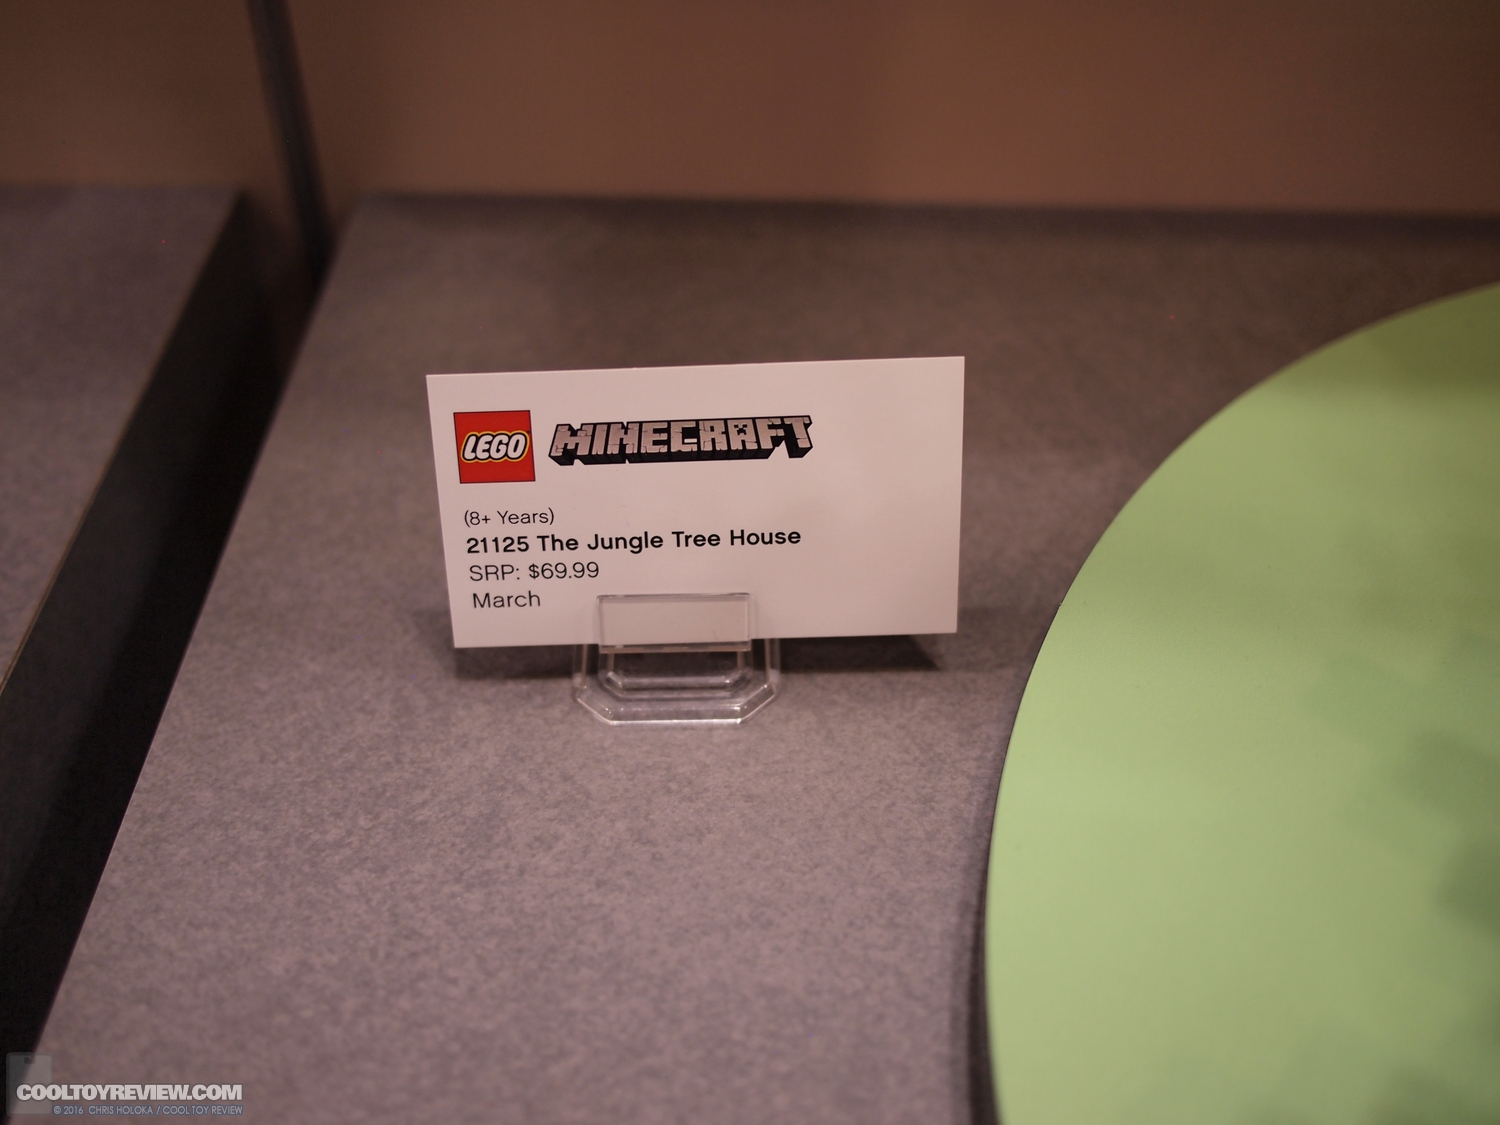 LEGO MINECRAFT
(8+ Years)
21125 The Jungle Tree House
SRP: $69.99
March
COOLTOYREVIEW.COM
© 2016 CHRIS HOLOKA / COOL TOY REVIEW